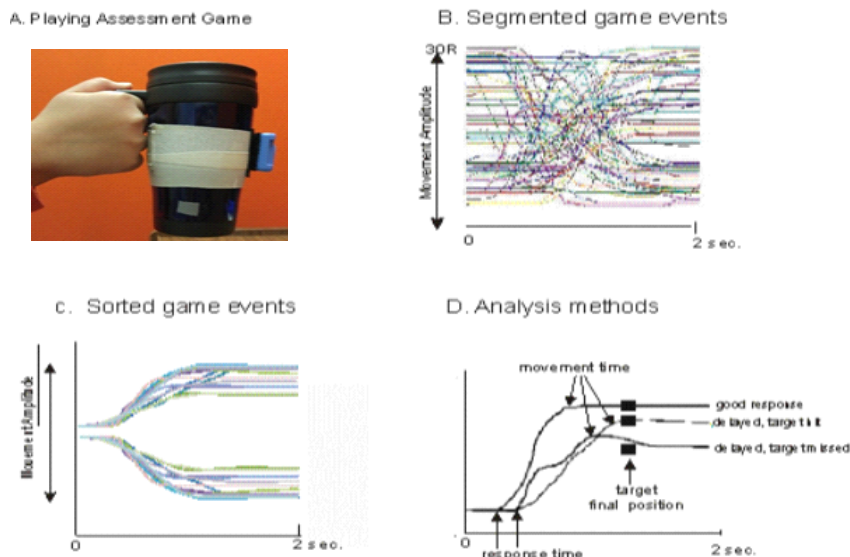 A. Playing Assessment Game
B. Segmented game events
30R
Movement Amplitude
0
2 sec.
c. Sorted game events
Movement Amplitude
0
2 sec.
D. Analysis methods
movement time
good response
delayed, target hit
delayed, target missed
target
final position
0
2 sec.
response time